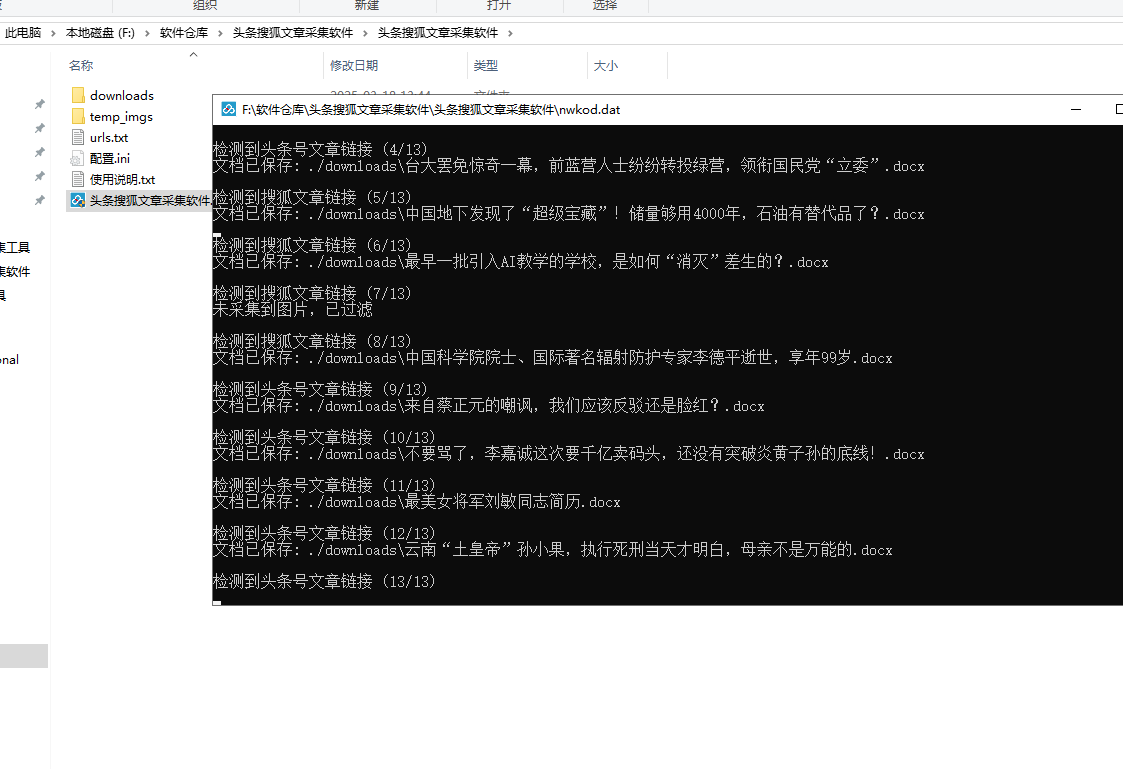 组织
新建
打开
选择
此电脑 › 本地磁盘 (F:) › 软件仓库 › 头条搜狐文章采集软件 › 头条搜狐文章采集软件 ›
名称
修改日期
类型
大小
downloads
temp_imgs
urls.txt
配置.ini
使用说明.txt
头条搜狐文章采集软件
集工具
集软件
具
onal
F:\软件仓库\头条搜狐文章采集软件\头条搜狐文章采集软件\nwkod.dat
检测到头条号文章链接 (4/13)
文档已保存: ./downloads\台大罢免惊奇一幕，前蓝营人士纷纷转投绿营，领衔国民党“立委”.docx
检测到搜狐文章链接 (5/13)
文档已保存: ./downloads\中国地下发现了“超级宝藏”！储量够用4000年，石油有替代品了？.docx
检测到搜狐文章链接 (6/13)
文档已保存: ./downloads\最早一批引入AI教学的学校，是如何“消灭”差生的？.docx
检测到搜狐文章链接 (7/13)
未采集到图片，已过滤
检测到搜狐文章链接 (8/13)
文档已保存: ./downloads\中国科学院院士、国际著名辐射防护专家李德平逝世，享年99岁.docx
检测到头条号文章链接 (9/13)
文档已保存: ./downloads\来自蔡正元的嘲讽，我们应该反驳还是脸红？.docx
检测到头条号文章链接 (10/13)
文档已保存: ./downloads\不要骂了，李嘉诚这次要千亿卖码头，还没有突破炎黄子孙的底线！.docx
检测到头条号文章链接 (11/13)
文档已保存: ./downloads\最美女将军刘敏同志简历.docx
检测到头条号文章链接 (12/13)
文档已保存: ./downloads\云南“土皇帝”孙小果，执行死刑当天才明白，母亲不是万能的.docx
检测到头条号文章链接 (13/13)